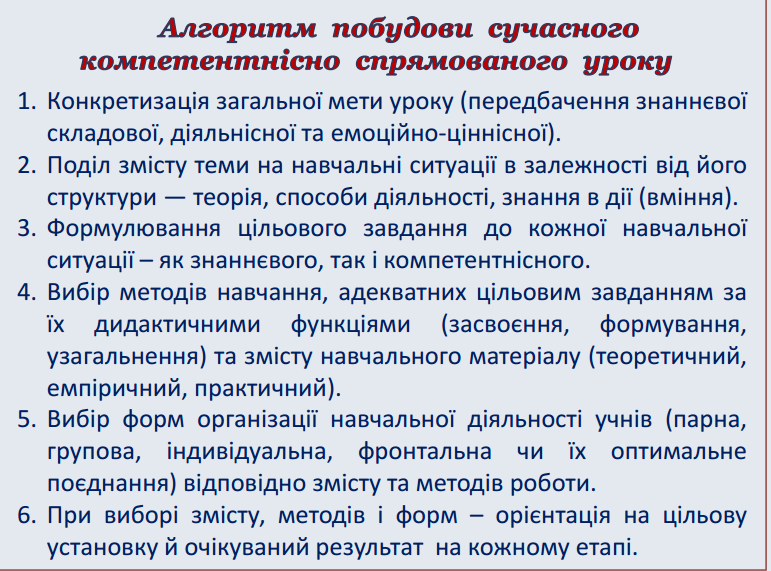 Алгоритм побудови сучасного
компетентнісно спрямованого уроку
1. Конкретизація загальної мети уроку (передбачення знаннєвої
складової, діяльнісної та емоційно-ціннісної).
2. Поділ змісту теми на навчальні ситуації в залежності від його
структури — теорія, способи діяльності, знання в дії (вміння).
3. Формулювання цільового завдання до кожної навчальної
ситуації – як знаннєвого, так і компетентнісного.
4. Вибір методів навчання, адекватних цільовим завданням за
їх дидактичними функціями (засвоєння, формування,
узагальнення) та змісту навчального матеріалу (теоретичний,
емпіричний, практичний).
5. Вибір форм організації навчальної діяльності учнів (парна,
групова, індивідуальна, фронтальна чи їх оптимальне
поєднання) відповідно змісту та методів роботи.
6. При виборі змісту, методів і форм – орієнтація на цільову
установку й очікуваний результат на кожному етапі.